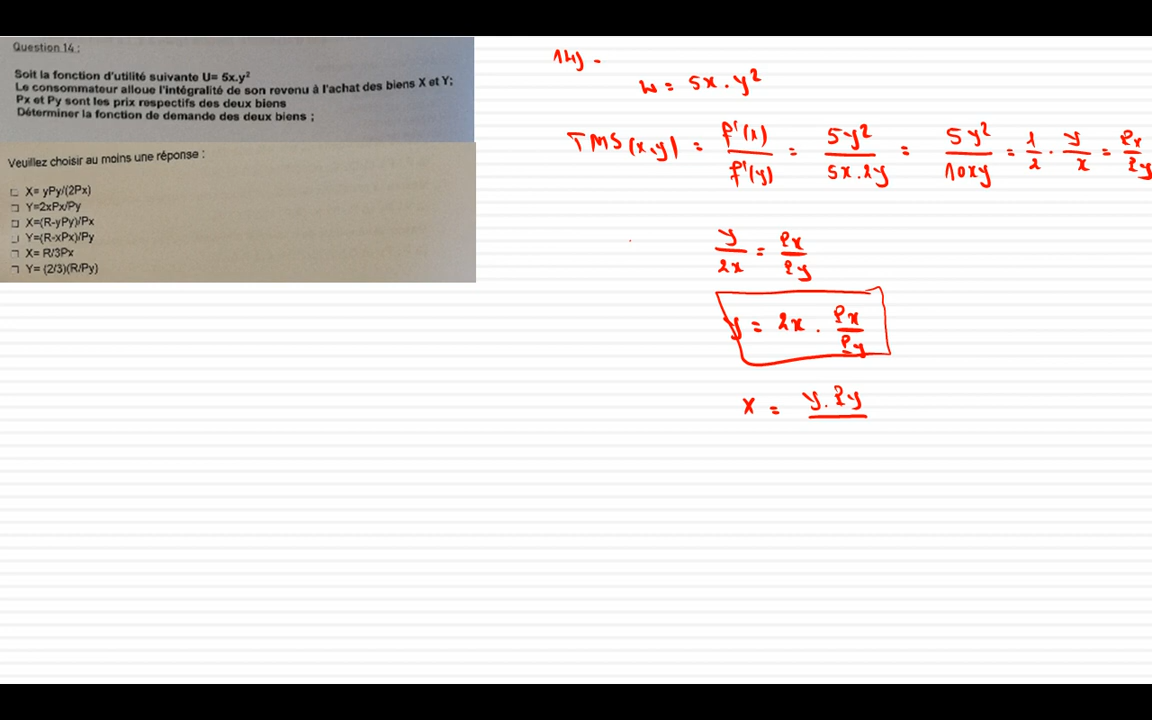 Question 14 :
Soit la fonction d'utilité suivante U= 5x.y²
Le consommateur alloue l'intégralité de son revenu à l'achat des biens X et Y;
Px et Py sont les prix respectifs des deux biens
Déterminer la fonction de demande des deux biens ;
Veuillez choisir au moins une réponse :
X= yPy/(2Px)
Y=2xPx/Py
X=(R-yPy)/Px
Y=(R-xPx)/Py
X= R/3Px
Y= (2/3)(R/Py)
14) -
u = 5x . y²
TMS(x,y) = f'(x)/f'(y) = 5y²/5x.2y = 5y²/10xy = 1/2 . y/x = Px/Py
y/2x = Px/Py
y = 2x . Px/Py
x = y.Py